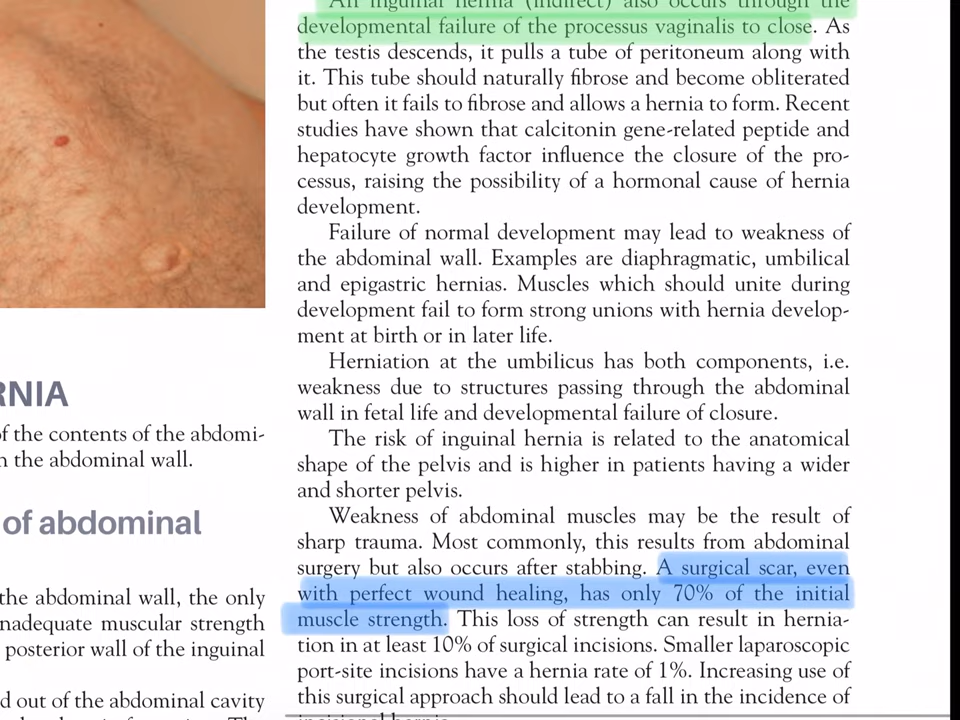 RNIA
of the contents of the abdomi-
n the abdominal wall.
of abdominal
the abdominal wall, the only
nadequate muscular strength
posterior wall of the inguinal
d out of the abdominal cavity
An inguinal hernia (indirect) also occurs through the
developmental failure of the processus vaginalis to close. As
the testis descends, it pulls a tube of peritoneum along with
it. This tube should naturally fibrose and become obliterated
but often it fails to fibrose and allows a hernia to form. Recent
studies have shown that calcitonin gene-related peptide and
hepatocyte growth factor influence the closure of the pro-
cessus, raising the possibility of a hormonal cause of hernia
development.
Failure of normal development may lead to weakness of
the abdominal wall. Examples are diaphragmatic, umbilical
and epigastric hernias. Muscles which should unite during
development fail to form strong unions with hernia develop-
ment at birth or in later life.
Herniation at the umbilicus has both components, i.e.
weakness due to structures passing through the abdominal
wall in fetal life and developmental failure of closure.
The risk of inguinal hernia is related to the anatomical
shape of the pelvis and is higher in patients having a wider
and shorter pelvis.
Weakness of abdominal muscles may be the result of
sharp trauma. Most commonly, this results from abdominal
surgery but also occurs after stabbing. A surgical scar, even
with perfect wound healing, has only 70% of the initial
muscle strength. This loss of strength can result in hernia-
tion in at least 10% of surgical incisions. Smaller laparoscopic
port-site incisions have a hernia rate of 1%. Increasing use of
this surgical approach should lead to a fall in the incidence of
incisional hernia.